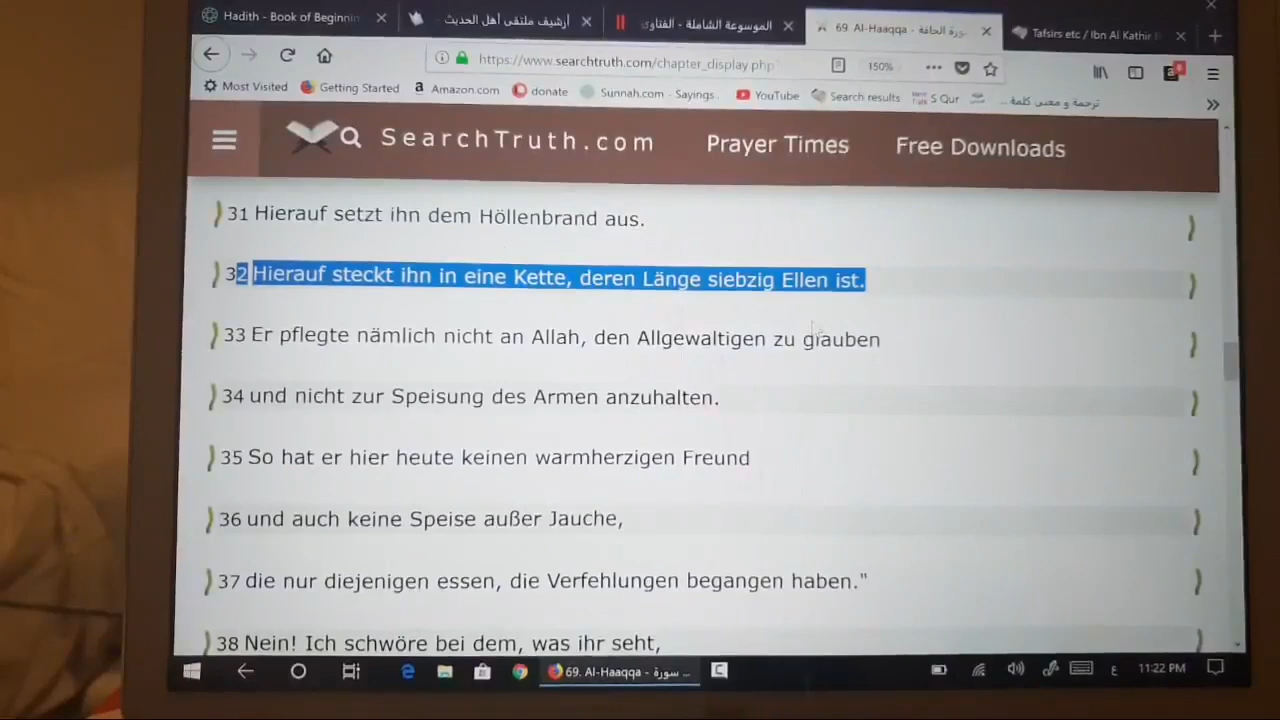 Hadith - Book of Beginnin
أرشيف ملتقى أهل الحديث -
الموسوعة الشاملة - الفتاوى
69. Al-Haaqqa - سورة الحاقة
Tafsirs etc / Ibn Al Kathir
https://www.searchtruth.com/chapter_display.php
150%
Most Visited
Getting Started
Amazon.com
donate
Sunnah.com - Sayings
YouTube
Search results
S Qur
ترجمة و معنى كلمة ...
SearchTruth.com
Prayer Times
Free Downloads
31 Hierauf setzt ihn dem Höllenbrand aus.
32 Hierauf steckt ihn in eine Kette, deren Länge siebzig Ellen ist.
33 Er pflegte nämlich nicht an Allah, den Allgewaltigen zu glauben
34 und nicht zur Speisung des Armen anzuhalten.
35 So hat er hier heute keinen warmherzigen Freund
36 und auch keine Speise außer Jauche,
37 die nur diejenigen essen, die Verfehlungen begangen haben."
38 Nein! Ich schwöre bei dem, was ihr seht,
69. Al-Haaqqa - سورة ...
ع
11:22 PM